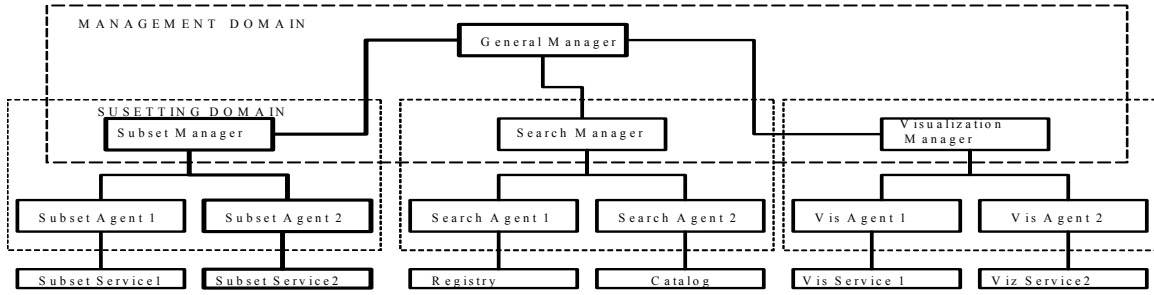 MANAGEMENT DOMAIN
General Manager
SUSETTING DOMAIN
Subset Manager
Search Manager
Visualization
Manager
Subset Agent 1
Subset Agent 2
Search Agent 1
Search Agent 2
Vis Agent 1
Vis Agent 2
Subset Service1
Subset Service2
Registry
Catalog
Vis Service 1
Viz Service2